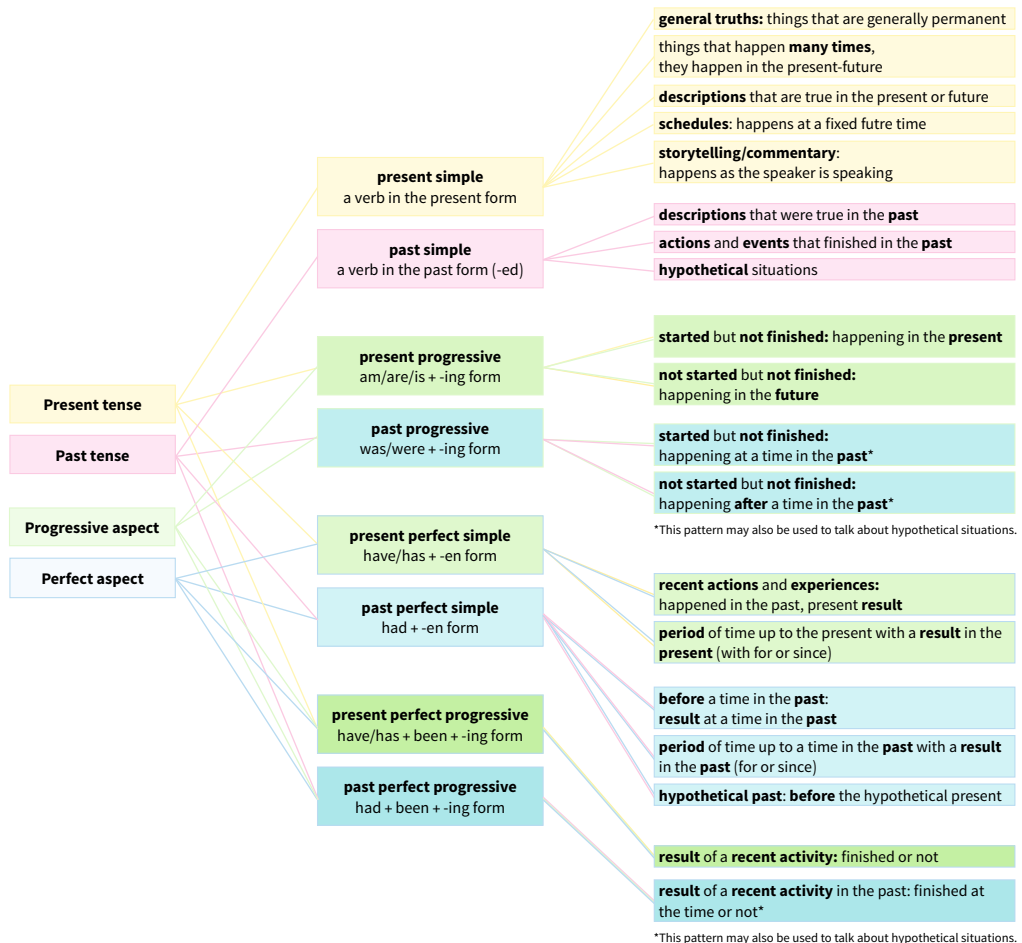 Present tense
Past tense
Progressive aspect
Perfect aspect
present simple
a verb in the present form
past simple
a verb in the past form (-ed)
present progressive
am/are/is + -ing form
past progressive
was/were + -ing form
present perfect simple
have/has + -en form
past perfect simple
had + -en form
present perfect progressive
have/has + been + -ing form
past perfect progressive
had + been + -ing form
general truths: things that are generally permanent
things that happen many times,
they happen in the present-future
descriptions that are true in the present or future
schedules: happens at a fixed futre time
storytelling/commentary:
happens as the speaker is speaking
descriptions that were true in the past
actions and events that finished in the past
hypothetical situations
started but not finished: happening in the present
not started but not finished:
happening in the future
started but not finished:
happening at a time in the past*
not started but not finished:
happening after a time in the past*
*This pattern may also be used to talk about hypothetical situations.
recent actions and experiences:
happened in the past, present result
period of time up to the present with a result in the
present (with for or since)
before a time in the past:
result at a time in the past
period of time up to a time in the past with a result
in the past (for or since)
hypothetical past: before the hypothetical present
result of a recent activity: finished or not
result of a recent activity in the past: finished at
the time or not*
*This pattern may also be used to talk about hypothetical situations.